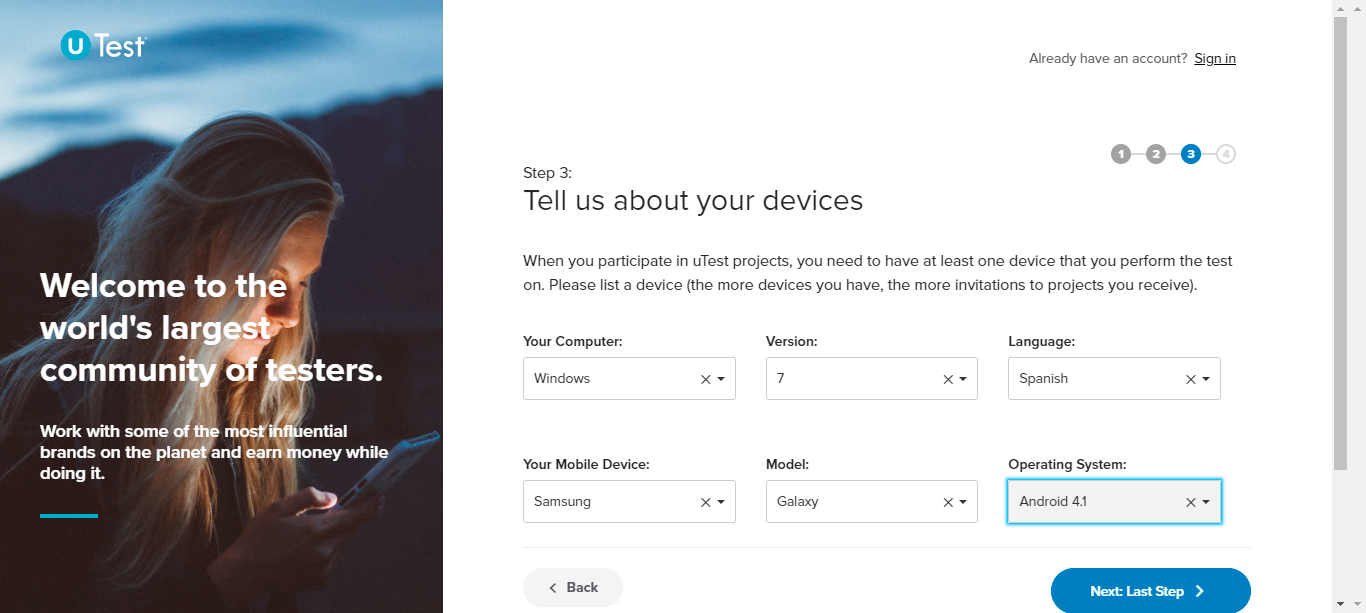 uTest
Already have an account? Sign in
1 2 3 4
Step 3:
Tell us about your devices
When you participate in uTest projects, you need to have at least one device that you perform the test
on. Please list a device (the more devices you have, the more invitations to projects you receive).
Welcome to the
world's largest
community of testers.
Work with some of the most influential
brands on the planet and earn money while
doing it.
Your Computer: Version: Language:
Windows 7 Spanish
Your Mobile Device: Model: Operating System:
Samsung Galaxy Android 4.1
Back Next: Last Step